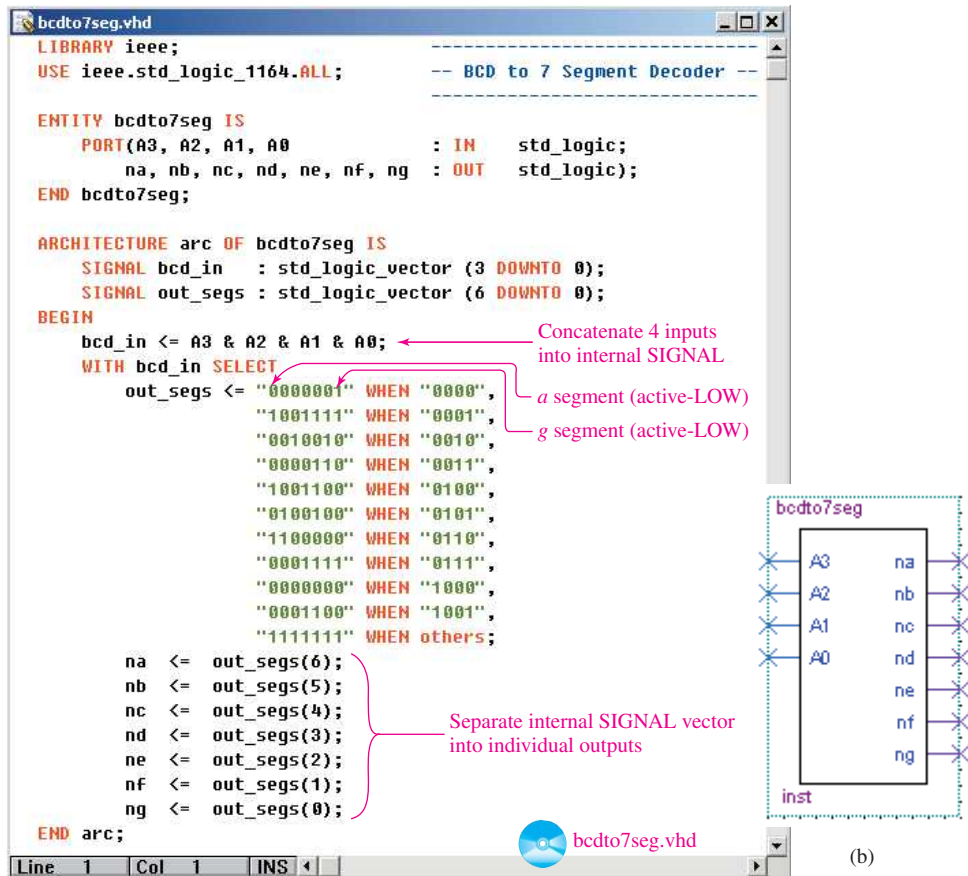 bcdto7seg.vhd
LIBRARY ieee; ------------------------------
USE ieee.std_logic_1164.ALL; -- BCD to 7 Segment Decoder --
------------------------------
ENTITY bcdto7seg IS
PORT(A3, A2, A1, A0 : IN std_logic;
na, nb, nc, nd, ne, nf, ng : OUT std_logic);
END bcdto7seg;
ARCHITECTURE arc OF bcdto7seg IS
SIGNAL bcd_in : std_logic_vector (3 DOWNTO 0);
SIGNAL out_segs : std_logic_vector (6 DOWNTO 0);
BEGIN
bcd_in <= A3 & A2 & A1 & A0;
Concatenate 4 inputs
into internal SIGNAL
WITH bcd_in SELECT
out_segs <= "0000001" WHEN "0000",
a segment (active-LOW)
"1001111" WHEN "0001",
g segment (active-LOW)
"0010010" WHEN "0010",
"0000110" WHEN "0011",
"1001100" WHEN "0100",
"0100100" WHEN "0101",
"1100000" WHEN "0110",
"0001111" WHEN "0111",
"0000000" WHEN "1000",
"0001100" WHEN "1001",
"1111111" WHEN others;
na <= out_segs(6);
nb <= out_segs(5);
nc <= out_segs(4);
nd <= out_segs(3);
ne <= out_segs(2);
nf <= out_segs(1);
ng <= out_segs(0);
Separate internal SIGNAL vector
into individual outputs
END arc;
bcdto7seg.vhd
Line 1 Col 1 INS
bcdto7seg
A3 na
A2 nb
A1 nc
A0 nd
ne
nf
ng
inst
(b)